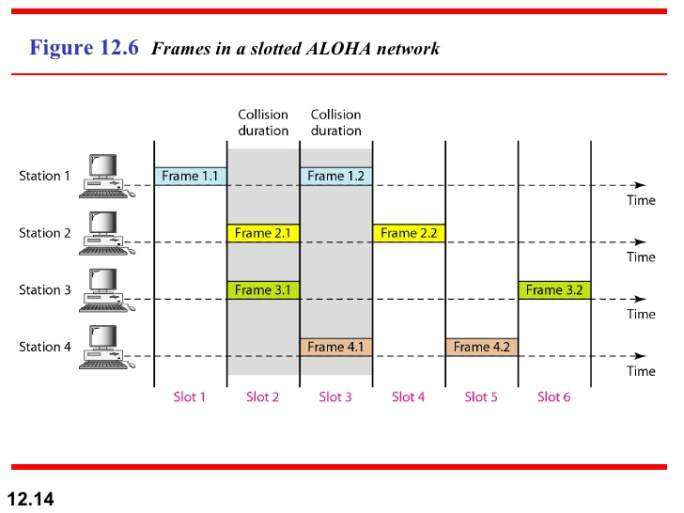 Figure 12.6 Frames in a slotted ALOHA network
Collision Collision
duration duration
Station 1 Frame 1.1 Frame 1.2
Time
Station 2 Frame 2.1 Frame 2.2
Time
Station 3 Frame 3.1 Frame 3.2
Time
Station 4 Frame 4.1 Frame 4.2
Time
Slot 1 Slot 2 Slot 3 Slot 4 Slot 5 Slot 6
12.14